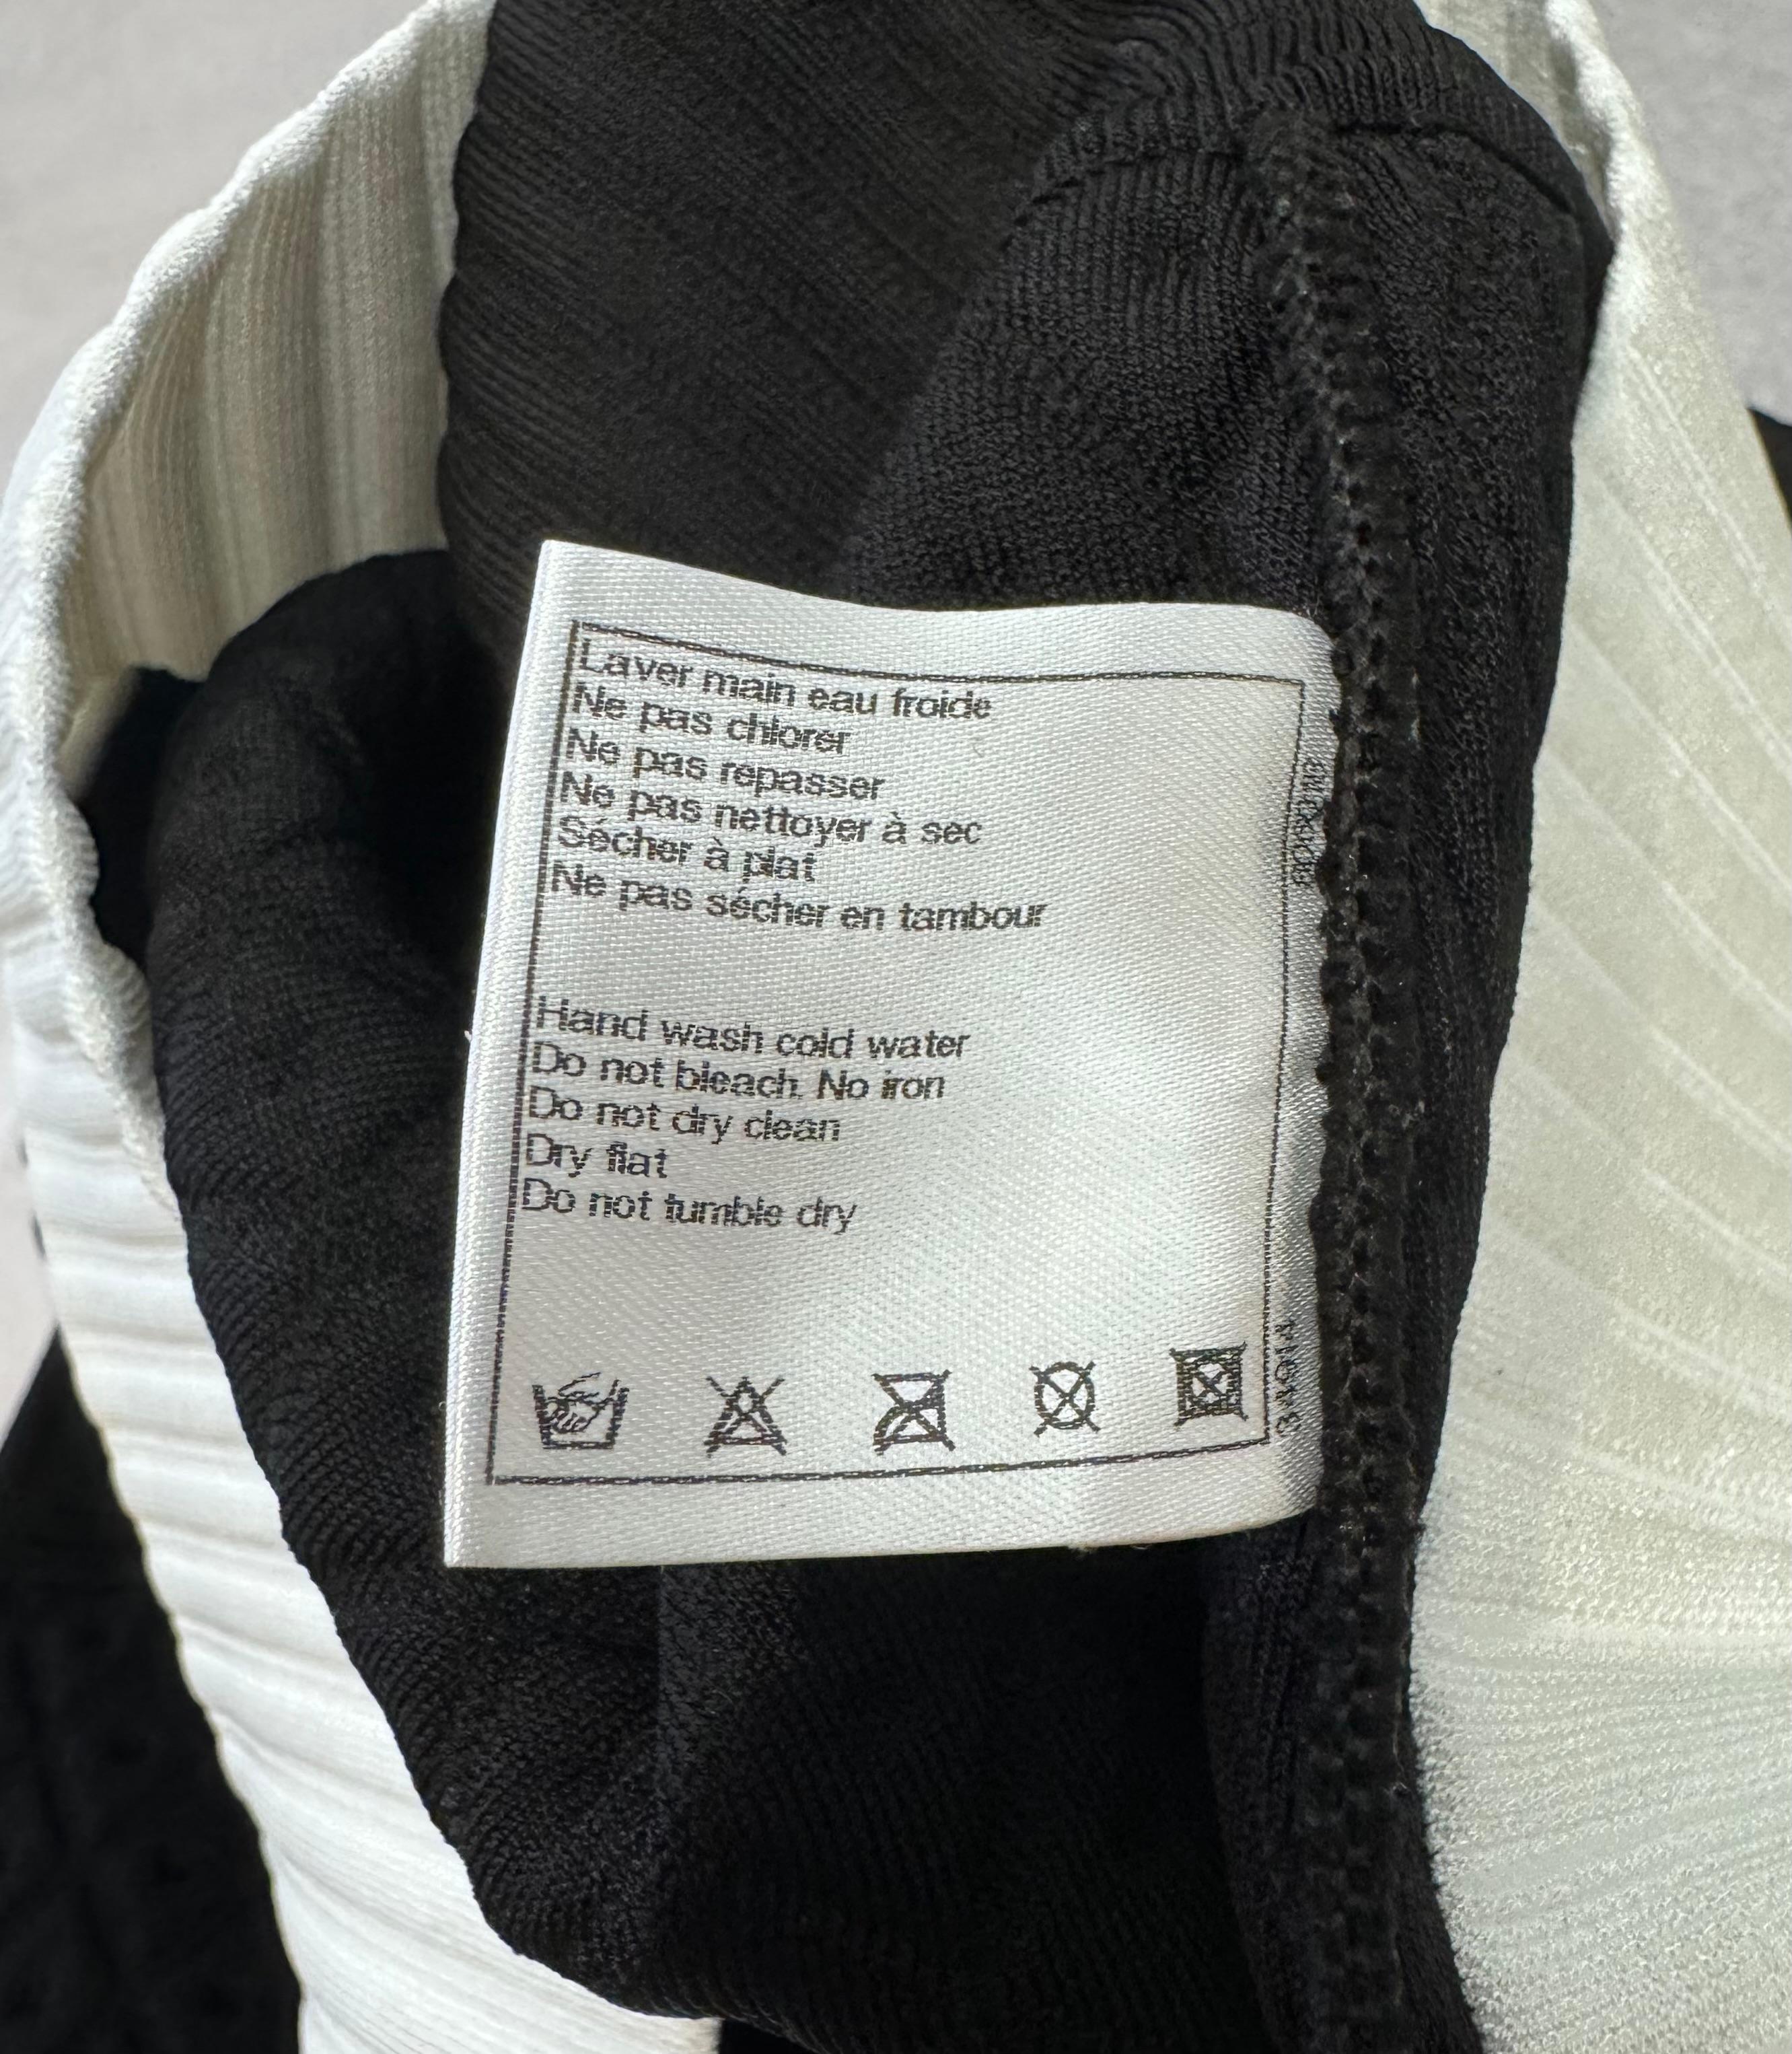 Laver main eau froide
Ne pas chlorer
Ne pas repasser
Ne pas nettoyer à sec
Sécher à plat
Ne pas sécher en tambour
Hand wash cold water
Do not bleach. No iron
Do not dry clean
Dry flat
Do not tumble dry